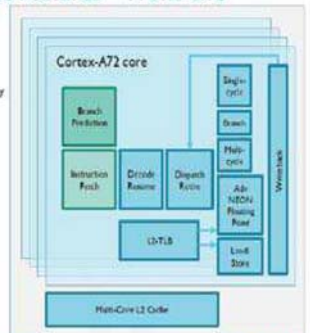 Cortex-A72 core
Branch
Prediction
Instruction
Fetch
Decode
Rename
Dispatch
Retire
Single-
cycle
Branch
Multi-
cycle
Adv
NEON
Floating
Point
Load
Store
L2-TLB
Writeback
Multi-Core L2 Cache